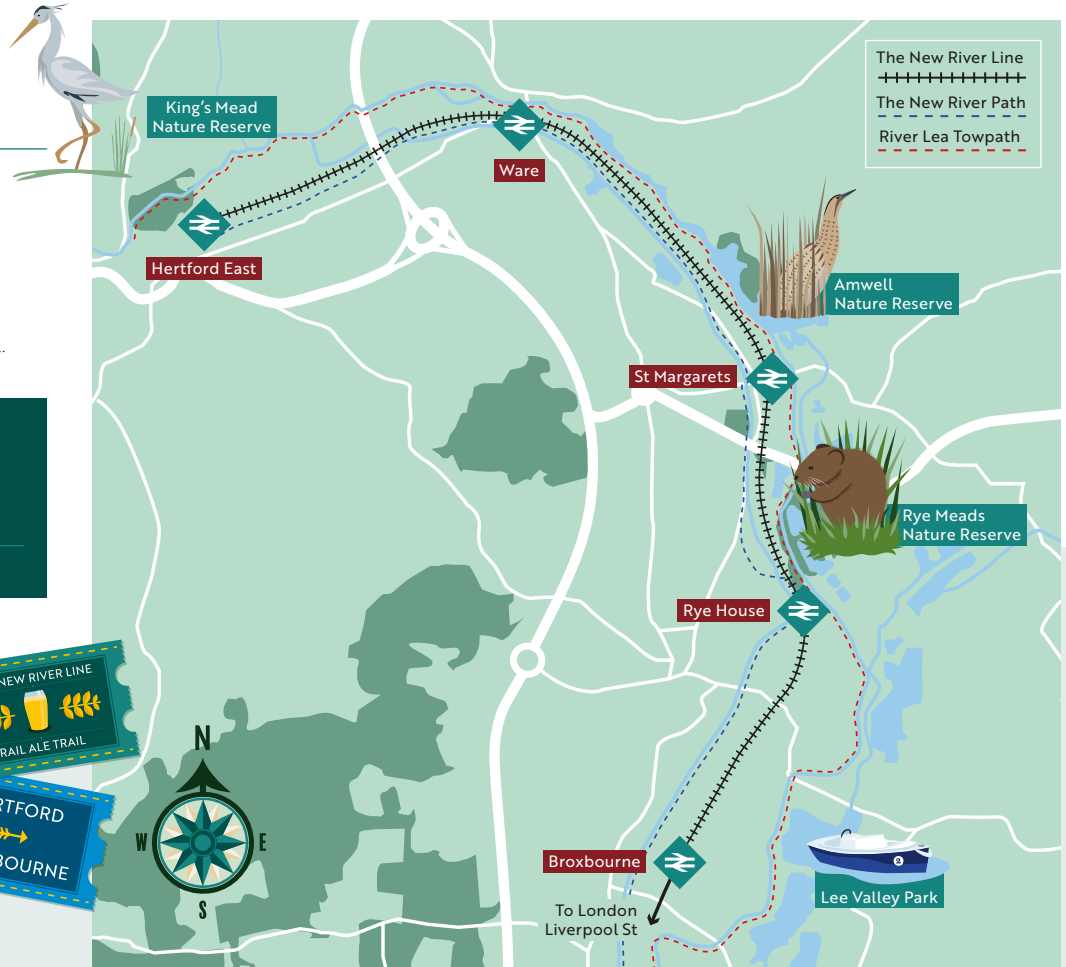 The New River Line
The New River Path
River Lea Towpath
King's Mead
Nature Reserve
Ware
Hertford East
Amwell
Nature Reserve
St Margarets
Rye Meads
Nature Reserve
Rye House
NEW RIVER LINE
RAIL ALE TRAIL
N
W
E
S
Broxbourne
To London
Liverpool St
Lee Valley Park
2